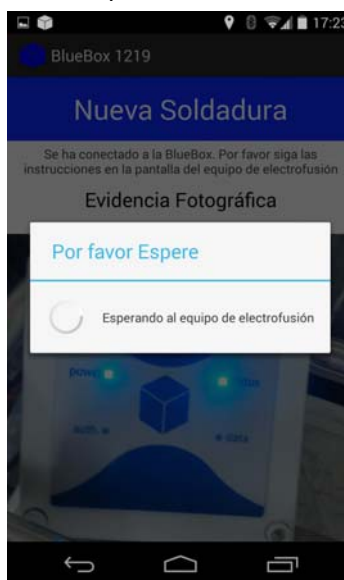 17:23
BlueBox 1219
Nueva Soldadura
Se ha conectado a la BlueBox. Por favor siga las
instrucciones en la pantalla del equipo de electrofusión
Evidencia Fotográfica
Por favor Espere
Esperando al equipo de electrofusión
power
auth.
e-data